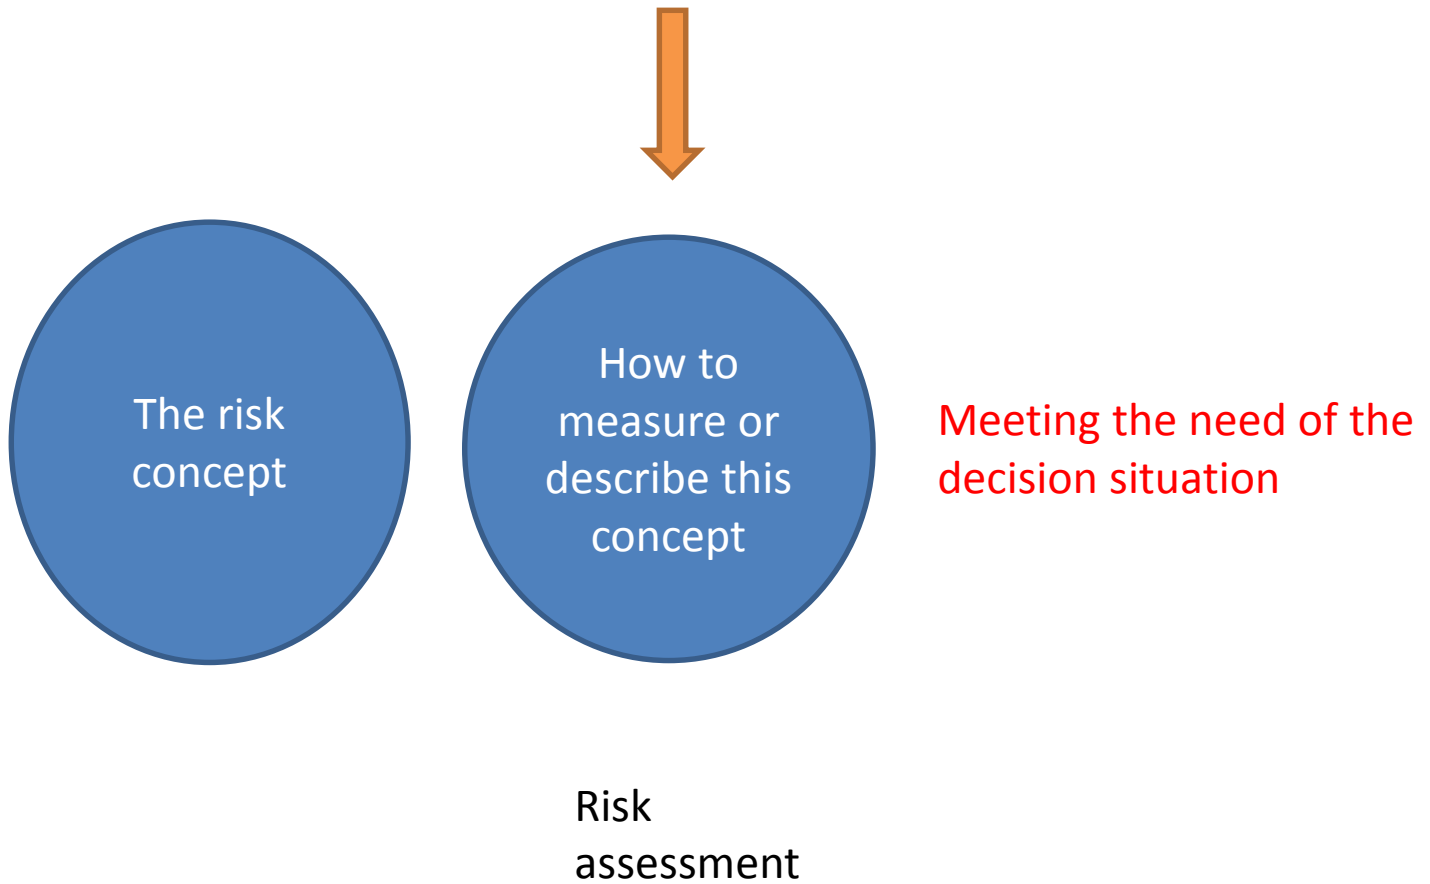 The risk
concept
How to
measure or
describe this
concept
Meeting the need of the
decision situation
Risk
assessment